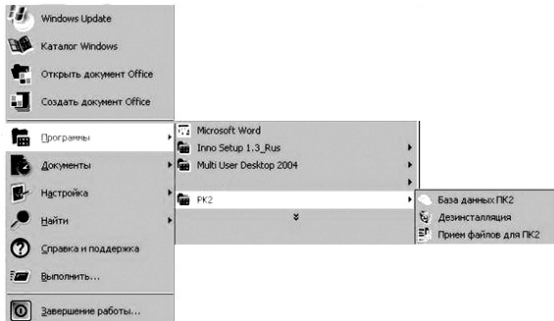 Windows Update
Каталог Windows
Открыть документ Office
Создать документ Office
Программы
Документы
Настройка
Найти
Справка и поддержка
Выполнить...
Завершение работы...
Microsoft Word
Inno Setup 1.3_Rus
Multi User Desktop 2004
PK2
База данных ПК2
Дезинсталляция
Прием файлов для ПК2